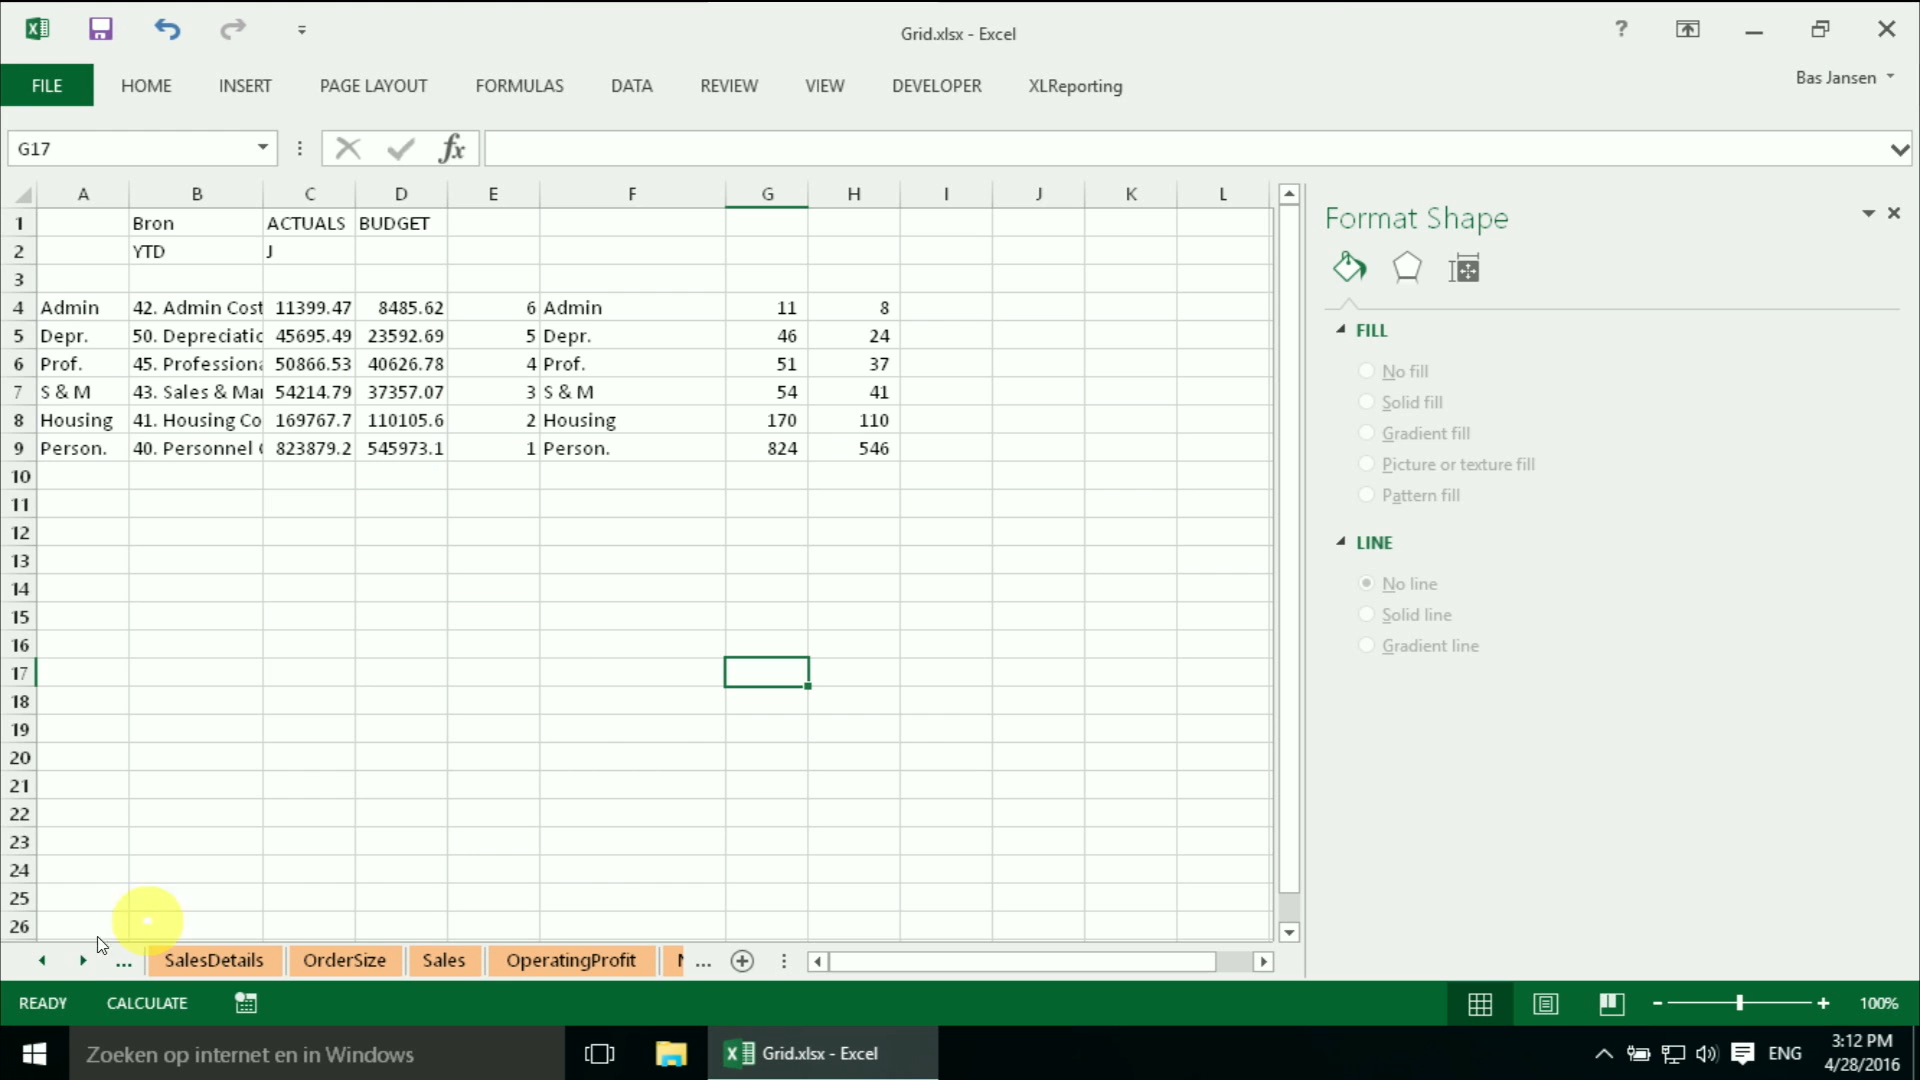 Grid.xlsx - Excel
?
FILE HOME INSERT PAGE LAYOUT FORMULAS DATA REVIEW VIEW DEVELOPER XLReporting
Bas Jansen
G17 fx
A B C D E F G H I J K L
1 Bron ACTUALS BUDGET
2 YTD J
3
4 Admin 42. Admin Cost 11399.47 8485.62 6 Admin 11 8
5 Depr. 50. Depreciatic 45695.49 23592.69 5 Depr. 46 24
6 Prof. 45. Professiona 50866.53 40626.78 4 Prof. 51 37
7 S & M 43. Sales & Mar 54214.79 37357.07 3 S & M 54 41
8 Housing 41. Housing Co 169767.7 110105.6 2 Housing 170 110
9 Person. 40. Personnel 823879.2 545973.1 1 Person. 824 546
10
11
12
13
14
15
16
17
18
19
20
21
22
23
24
25
26
Format Shape
FILL
No fill
Solid fill
Gradient fill
Picture or texture fill
Pattern fill
LINE
No line
Solid line
Gradient line
... SalesDetails OrderSize Sales OperatingProfit ...
READY CALCULATE 100%
Zoeken op internet en in Windows Grid.xlsx - Excel ENG 3:12 PM
4/28/2016